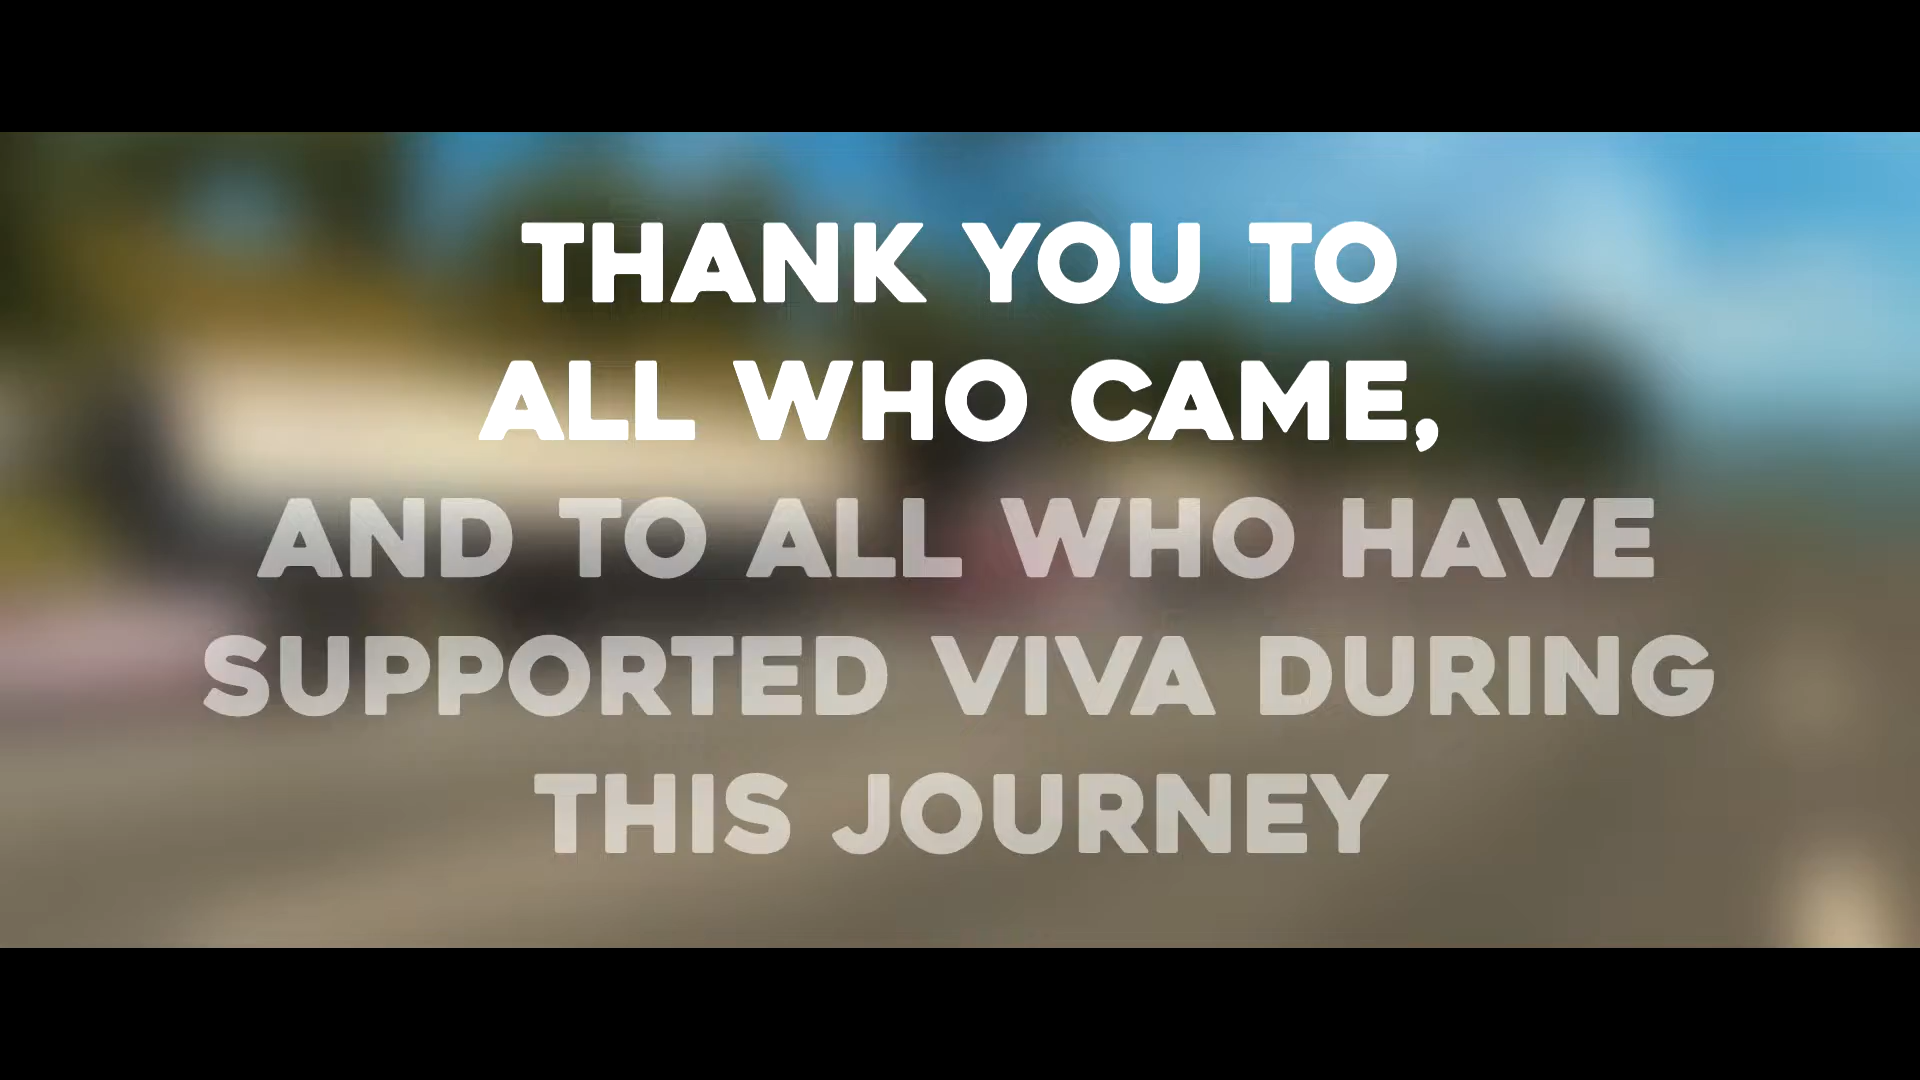 THANK YOU TO
ALL WHO CAME,
AND TO ALL WHO HAVE
SUPPORTED VIVA DURING
THIS JOURNEY